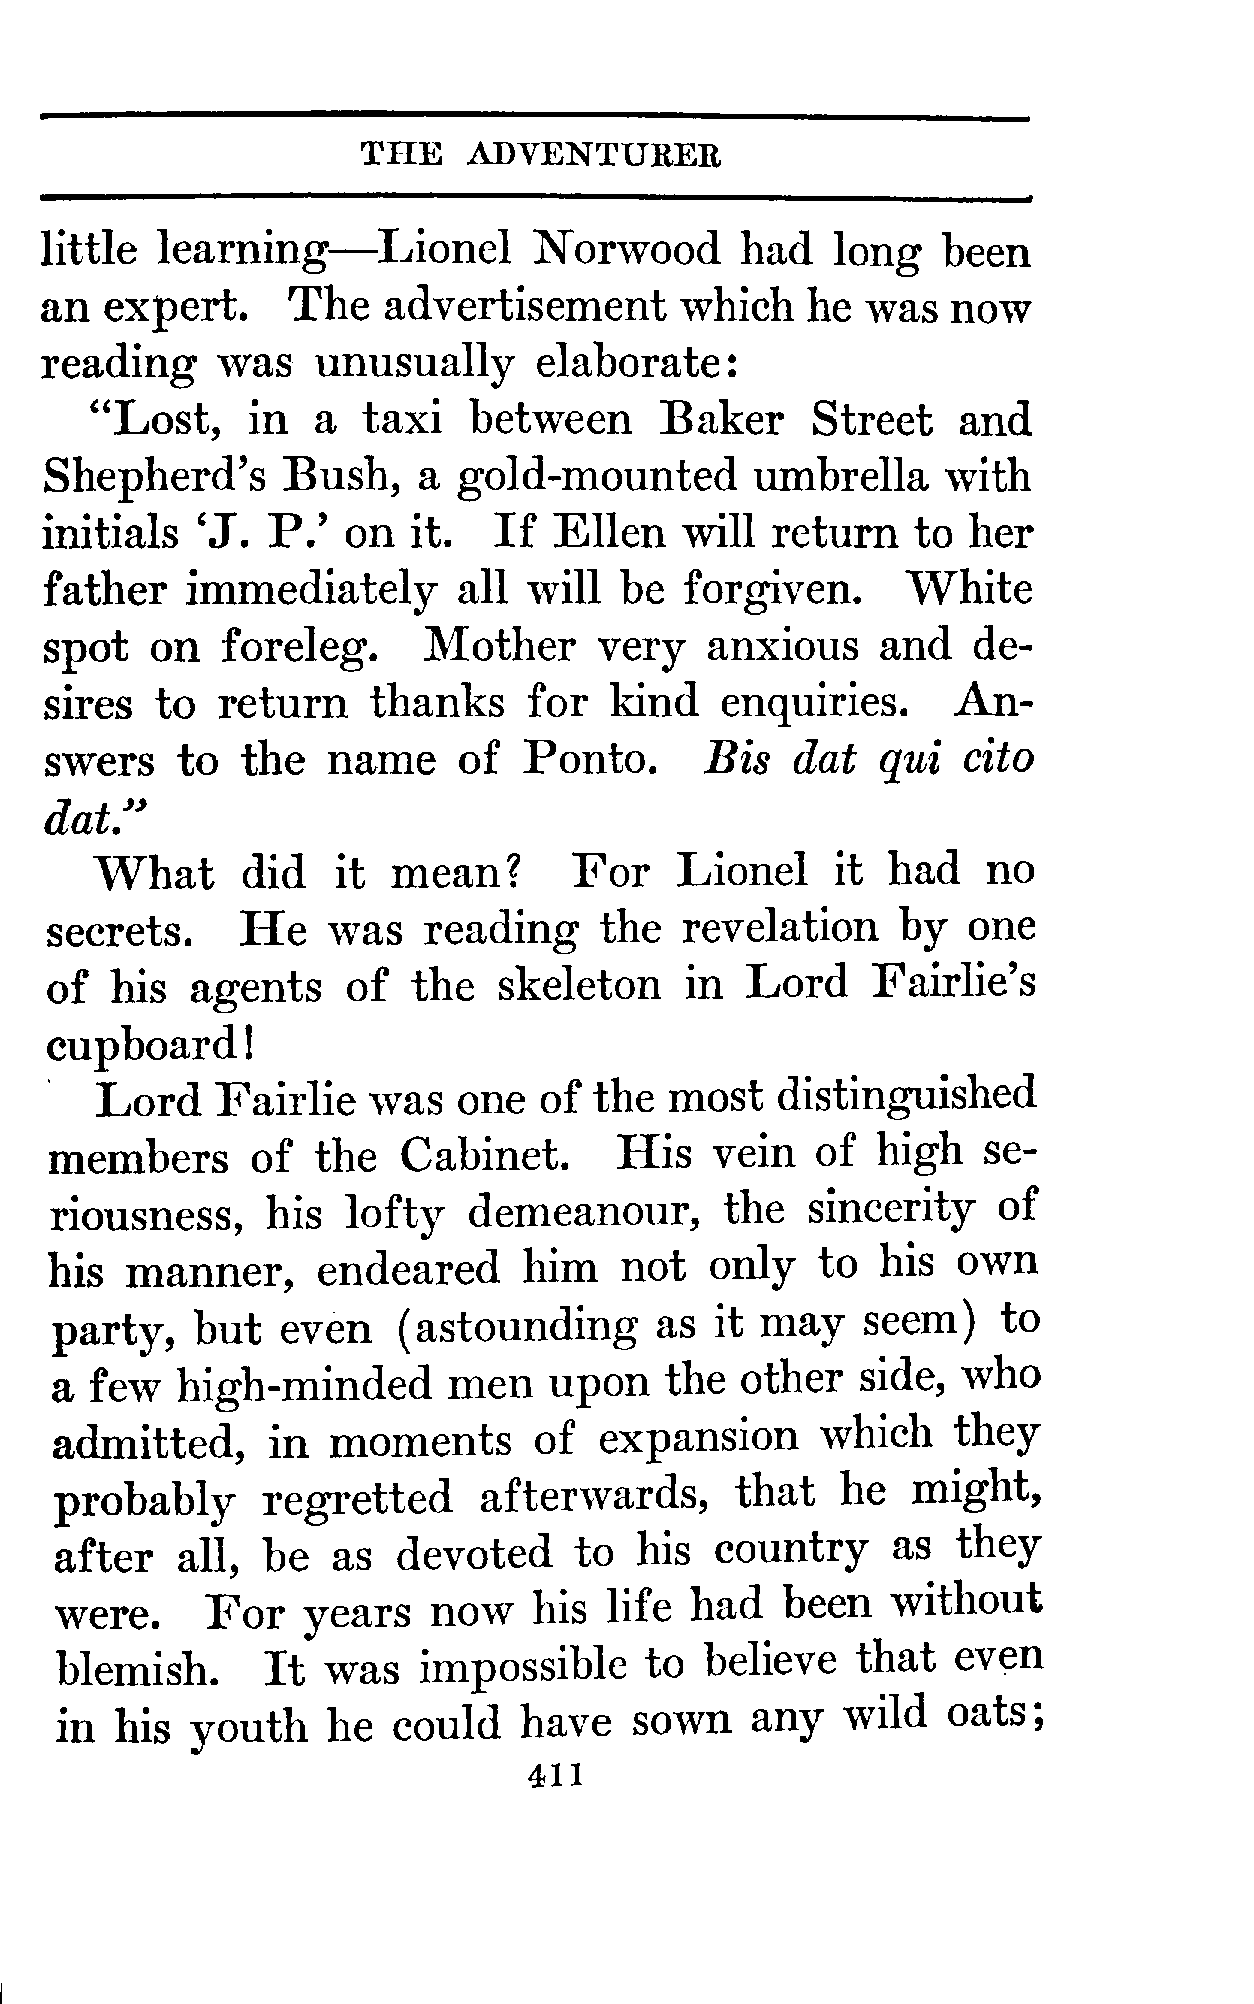 THE ADVENTURER
little learning—Lionel Norwood had long been
an expert. The advertisement which he was now
reading was unusually elaborate:
“Lost, in a taxi between Baker Street and
Shepherd’s Bush, a gold-mounted umbrella with
initials ‘J. P.’ on it. If Ellen will return to her
father immediately all will be forgiven. White
spot on foreleg. Mother very anxious and de-
sires to return thanks for kind enquiries. An-
swers to the name of Ponto. Bis dat qui cito
dat.”
What did it mean? For Lionel it had no
secrets. He was reading the revelation by one
of his agents of the skeleton in Lord Fairlie’s
cupboard!
Lord Fairlie was one of the most distinguished
members of the Cabinet. His vein of high se-
riousness, his lofty demeanour, the sincerity of
his manner, endeared him not only to his own
party, but even (astounding as it may seem) to
a few high-minded men upon the other side, who
admitted, in moments of expansion which they
probably regretted afterwards, that he might,
after all, be as devoted to his country as they
were. For years now his life had been without
blemish. It was impossible to believe that even
in his youth he could have sown any wild oats;
411